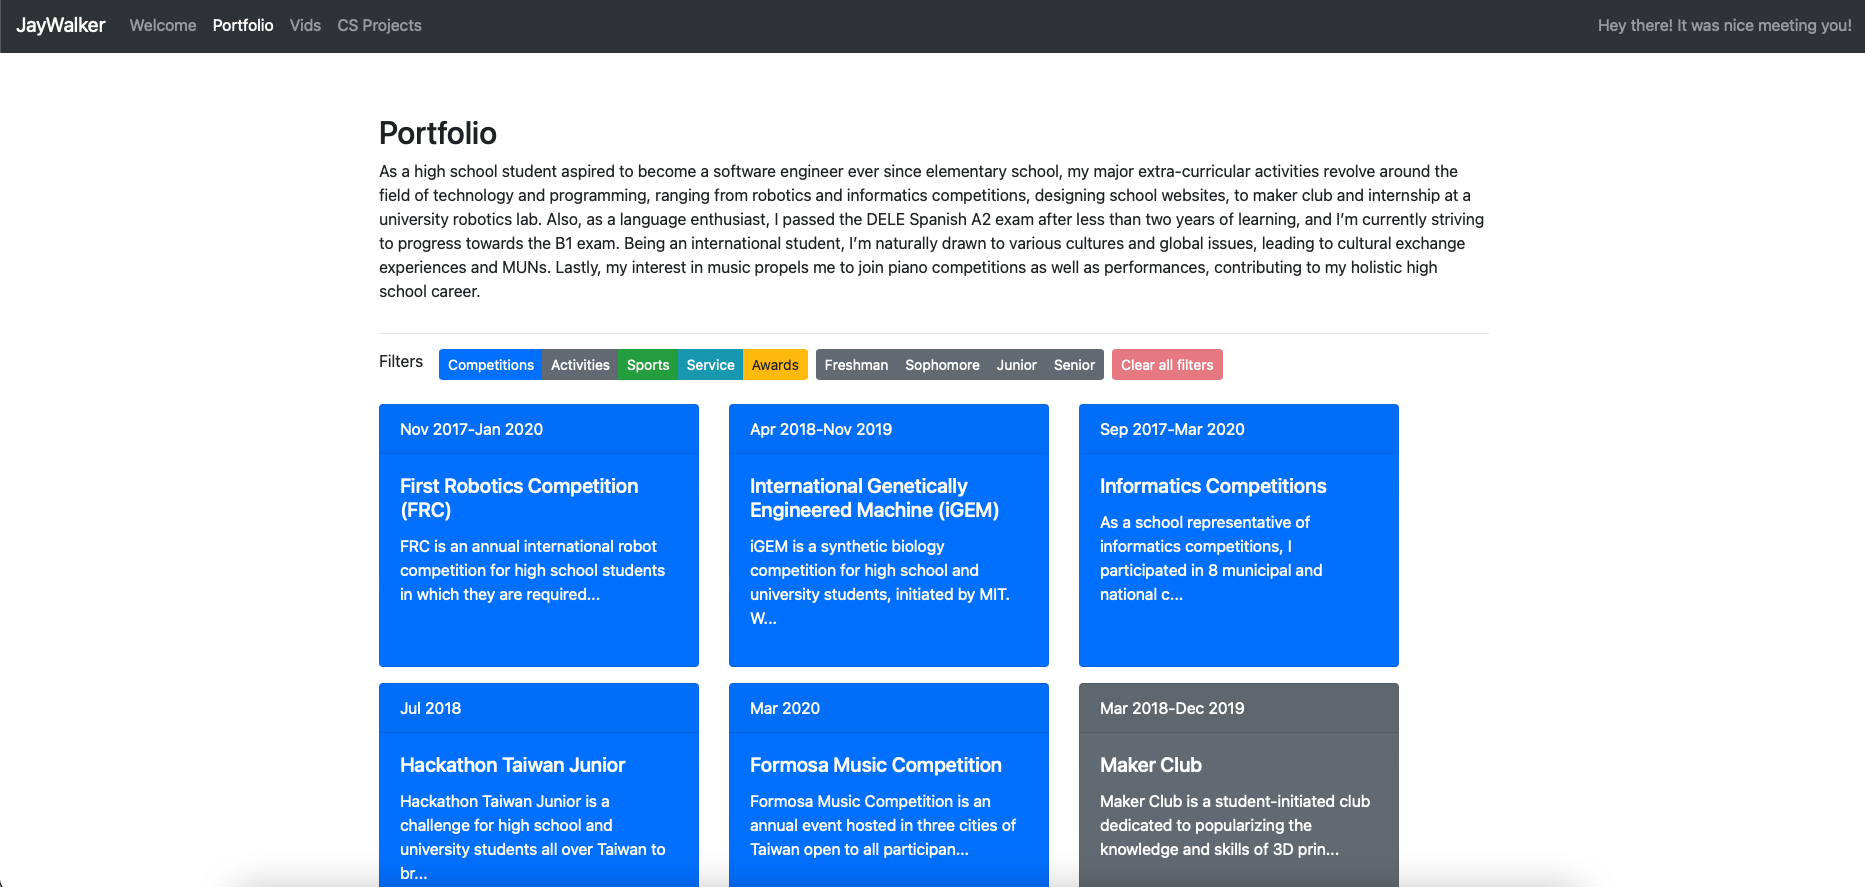 JayWalker Welcome Portfolio Vids CS Projects Hey there! It was nice meeting you!
Portfolio
As a high school student aspired to become a software engineer ever since elementary school, my major extra-curricular activities revolve around the
field of technology and programming, ranging from robotics and informatics competitions, designing school websites, to maker club and internship at a
university robotics lab. Also, as a language enthusiast, I passed the DELE Spanish A2 exam after less than two years of learning, and I’m currently striving
to progress towards the B1 exam. Being an international student, I’m naturally drawn to various cultures and global issues, leading to cultural exchange
experiences and MUNs. Lastly, my interest in music propels me to join piano competitions as well as performances, contributing to my holistic high
school career.
Filters Competitions Activities Sports Service Awards Freshman Sophomore Junior Senior Clear all filters
Nov 2017-Jan 2020
First Robotics Competition
(FRC)
FRC is an annual international robot
competition for high school students
in which they are required...
Apr 2018-Nov 2019
International Genetically
Engineered Machine (iGEM)
iGEM is a synthetic biology
competition for high school and
university students, initiated by MIT.
W...
Sep 2017-Mar 2020
Informatics Competitions
As a school representative of
informatics competitions, I
participated in 8 municipal and
national c...
Jul 2018
Hackathon Taiwan Junior
Hackathon Taiwan Junior is a
challenge for high school and
university students all over Taiwan to
br...
Mar 2020
Formosa Music Competition
Formosa Music Competition is an
annual event hosted in three cities of
Taiwan open to all participan...
Mar 2018-Dec 2019
Maker Club
Maker Club is a student-initiated club
dedicated to popularizing the
knowledge and skills of 3D prin...